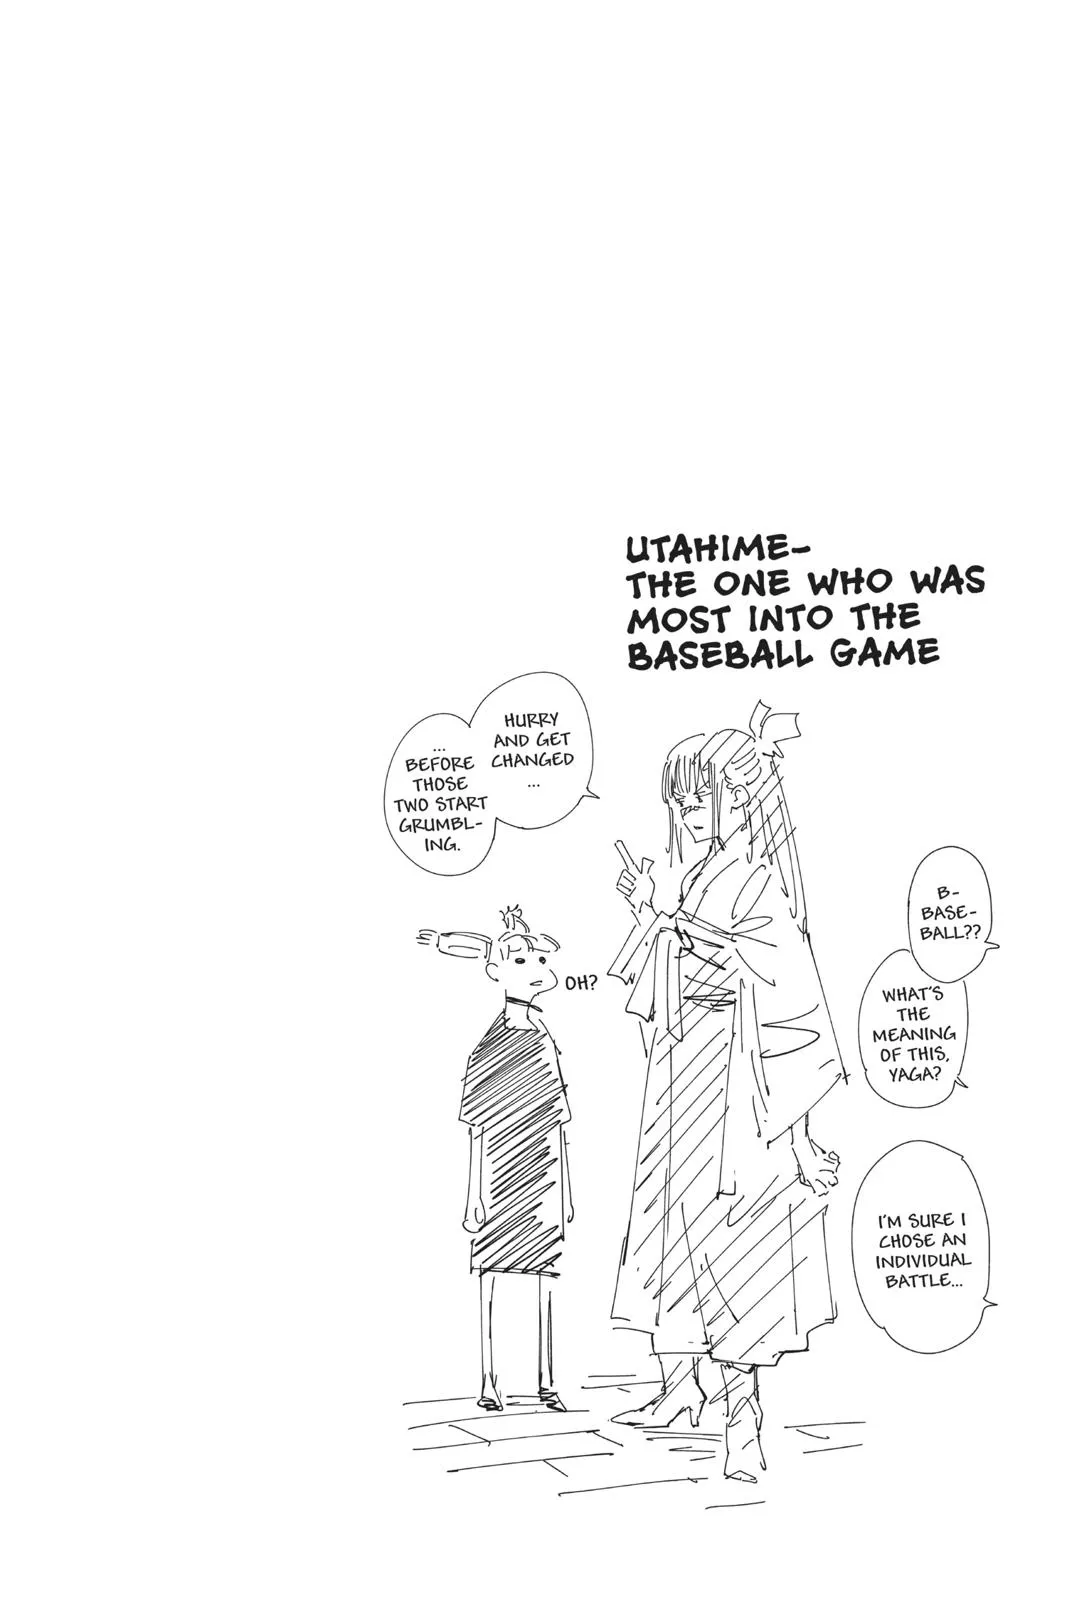 UTAHIME-
THE ONE WHO WAS
MOST INTO THE
BASEBALL GAME
HURRY
AND GET
CHANGED
...
...
BEFORE
THOSE
TWO START
GRUMBL-
ING.
OH?
B-
BASE-
BALL??
WHAT'S
THE
MEANING
OF THIS,
YAGA?
I'M SURE I
CHOSE AN
INDIVIDUAL
BATTLE...